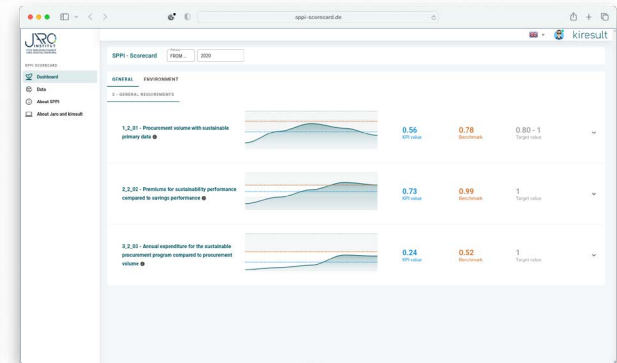 sppi-scorecard.de
JARO
INSTITUT
kiresult
SPPI - Scorecard
FROM ...
2020
SPPI SCORECARD
Dashboard
Data
About SPPI
About Jaro and kiresult
GENERAL ENVIRONMENT
2 - GENERAL REQUIREMENTS
1_2_01 - Procurement volume with sustainable
primary data
0.56
KPI value
0.78
Benchmark
0.80 - 1
Target value
2_2_02 - Premiums for sustainability performance
compared to savings performance
0.73
KPI value
0.99
Benchmark
1
Target value
3_2_03 - Annual expenditure for the sustainable
procurement program compared to procurement
volume
0.24
KPI value
0.52
Benchmark
1
Target value